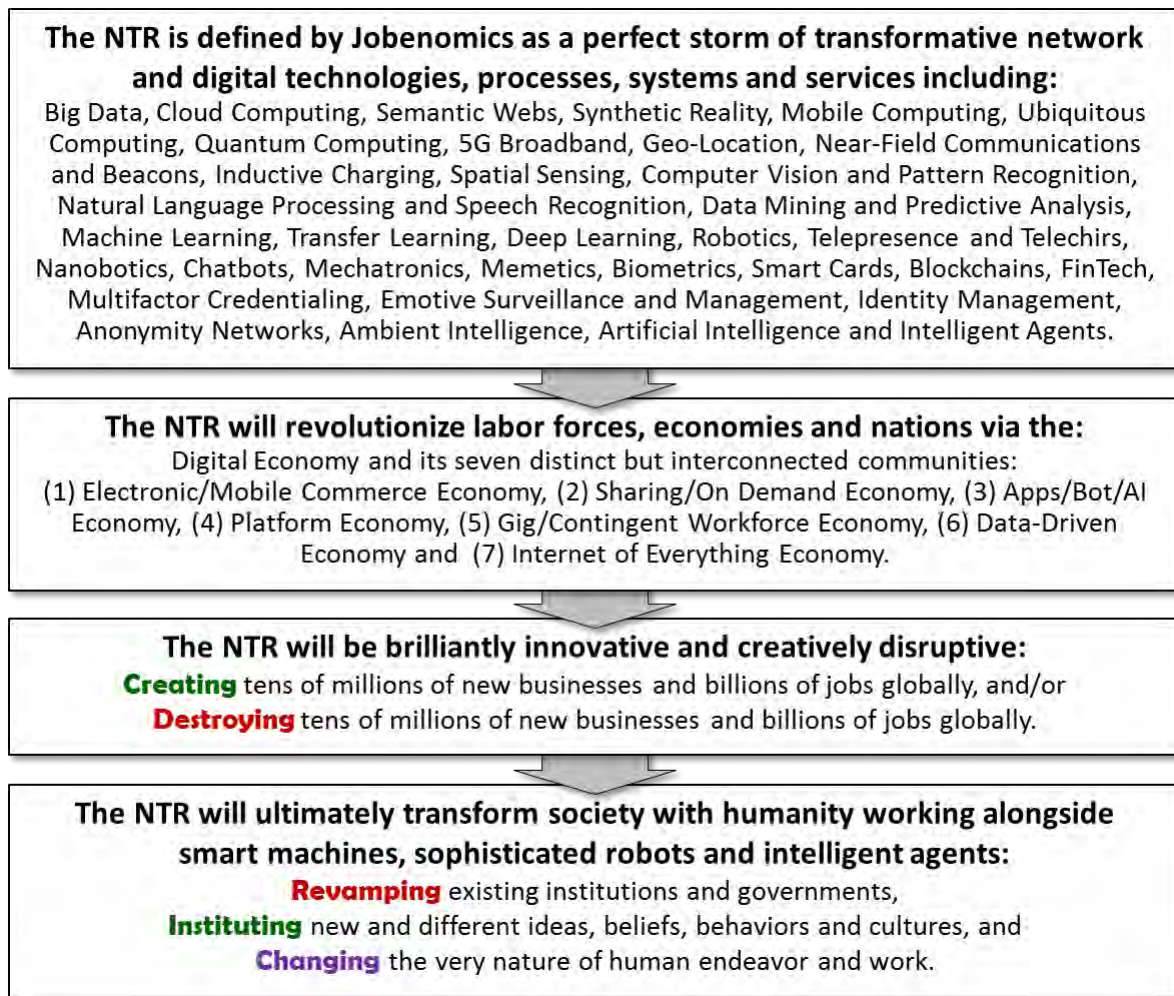 The NTR is defined by Jobenomics as a perfect storm of transformative network
and digital technologies, processes, systems and services including:
Big Data, Cloud Computing, Semantic Webs, Synthetic Reality, Mobile Computing, Ubiquitous
Computing, Quantum Computing, 5G Broadband, Geo-Location, Near-Field Communications
and Beacons, Inductive Charging, Spatial Sensing, Computer Vision and Pattern Recognition,
Natural Language Processing and Speech Recognition, Data Mining and Predictive Analysis,
Machine Learning, Transfer Learning, Deep Learning, Robotics, Telepresence and Telechirs,
Nanobotics, Chatbots, Mechatronics, Memetics, Biometrics, Smart Cards, Blockchains, FinTech,
Multifactor Credentialing, Emotive Surveillance and Management, Identity Management,
Anonymity Networks, Ambient Intelligence, Artificial Intelligence and Intelligent Agents.
The NTR will revolutionize labor forces, economies and nations via the:
Digital Economy and its seven distinct but interconnected communities:
(1) Electronic/Mobile Commerce Economy, (2) Sharing/On Demand Economy, (3) Apps/Bot/AI
Economy, (4) Platform Economy, (5) Gig/Contingent Workforce Economy, (6) Data-Driven
Economy and (7) Internet of Everything Economy.
The NTR will be brilliantly innovative and creatively disruptive:
Creating tens of millions of new businesses and billions of jobs globally, and/or
Destroying tens of millions of new businesses and billions of jobs globally.
The NTR will ultimately transform society with humanity working alongside
smart machines, sophisticated robots and intelligent agents:
Revamping existing institutions and governments,
Instituting new and different ideas, beliefs, behaviors and cultures, and
Changing the very nature of human endeavor and work.